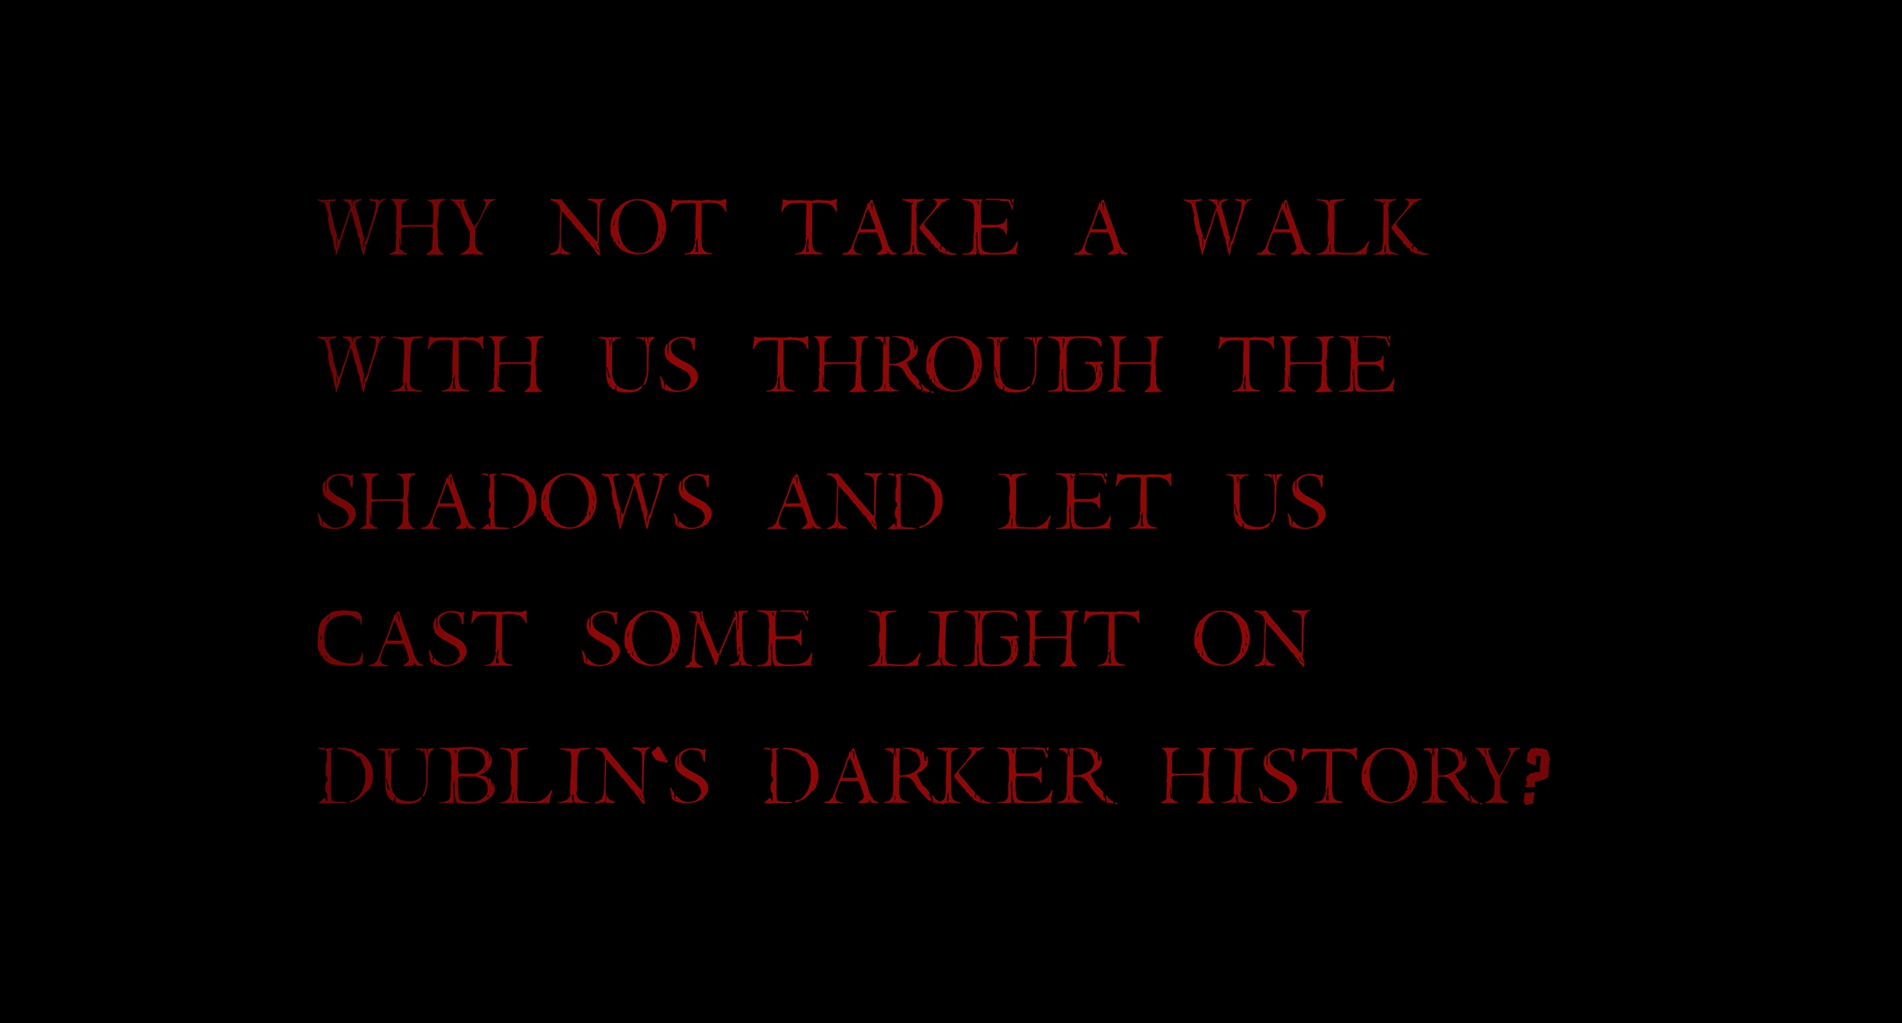 WHY NOT TAKE A WALK
WITH US THROUGH THE
SHADOWS AND LET US
CAST SOME LIGHT ON
DUBLIN`S DARKER HISTORY?